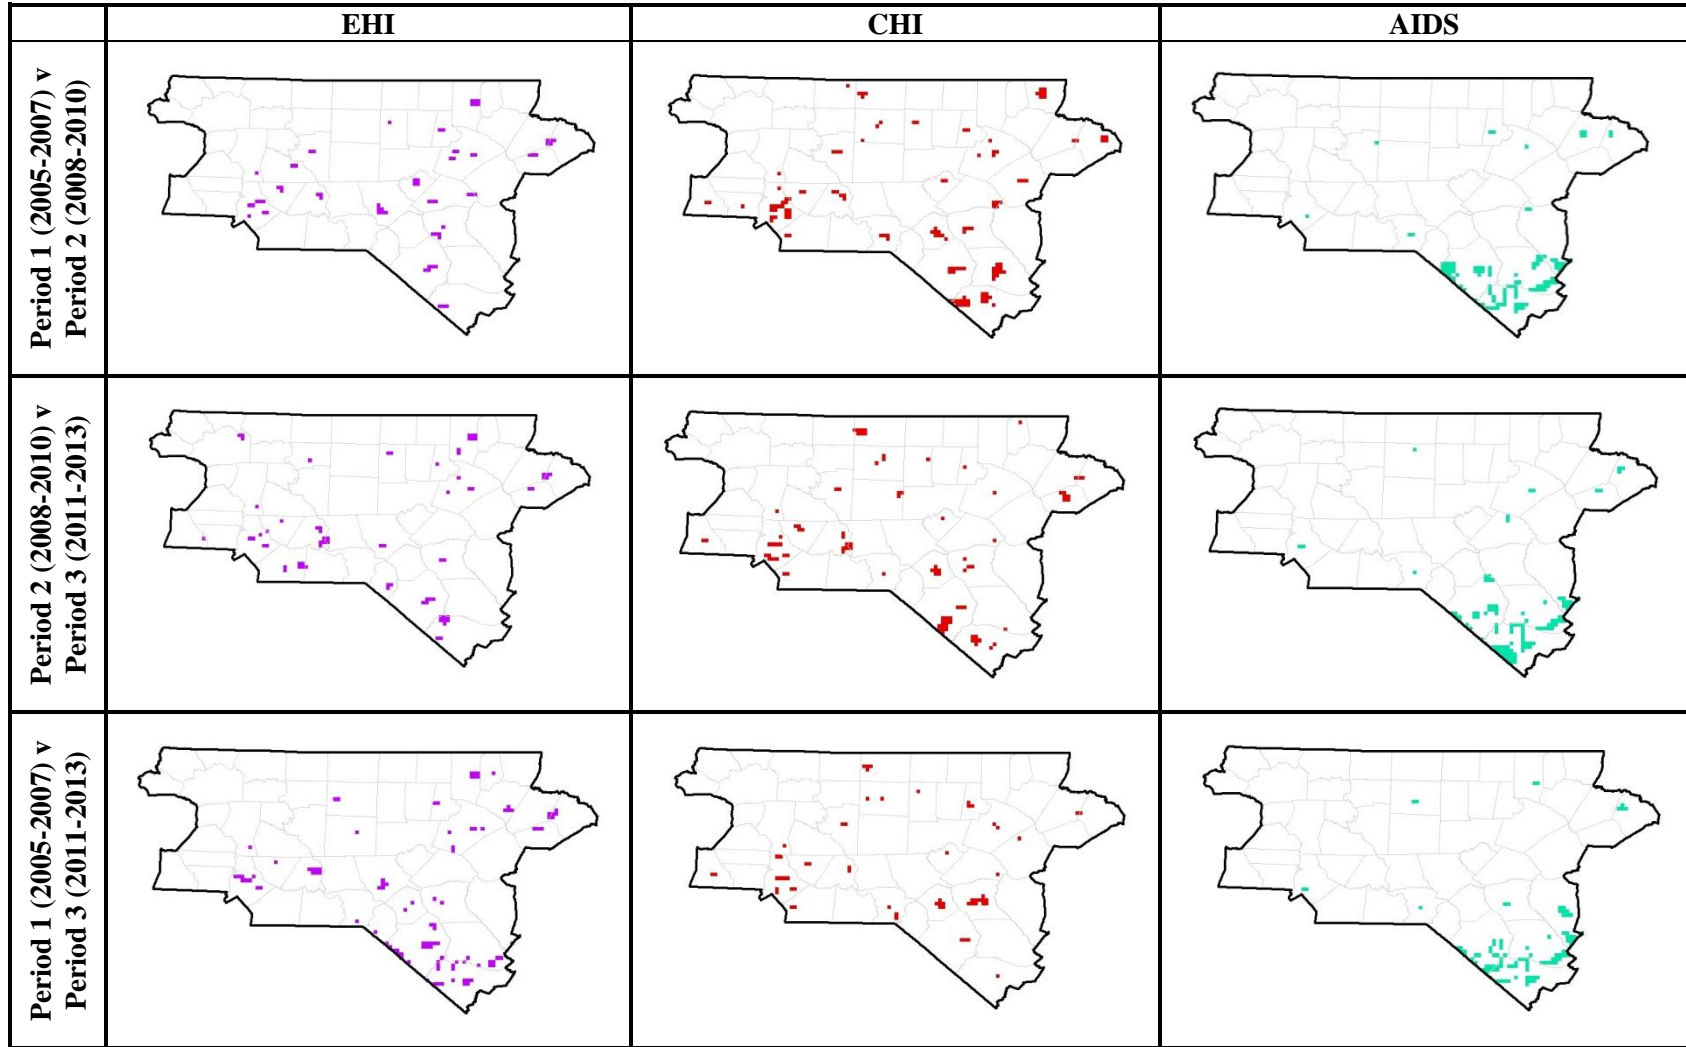 EHI CHI AIDS
Period 1 (2005-2007) v
Period 2 (2008-2010)
Period 2 (2008-2010) v
Period 3 (2011-2013)
Period 1 (2005-2007) v
Period 3 (2011-2013)